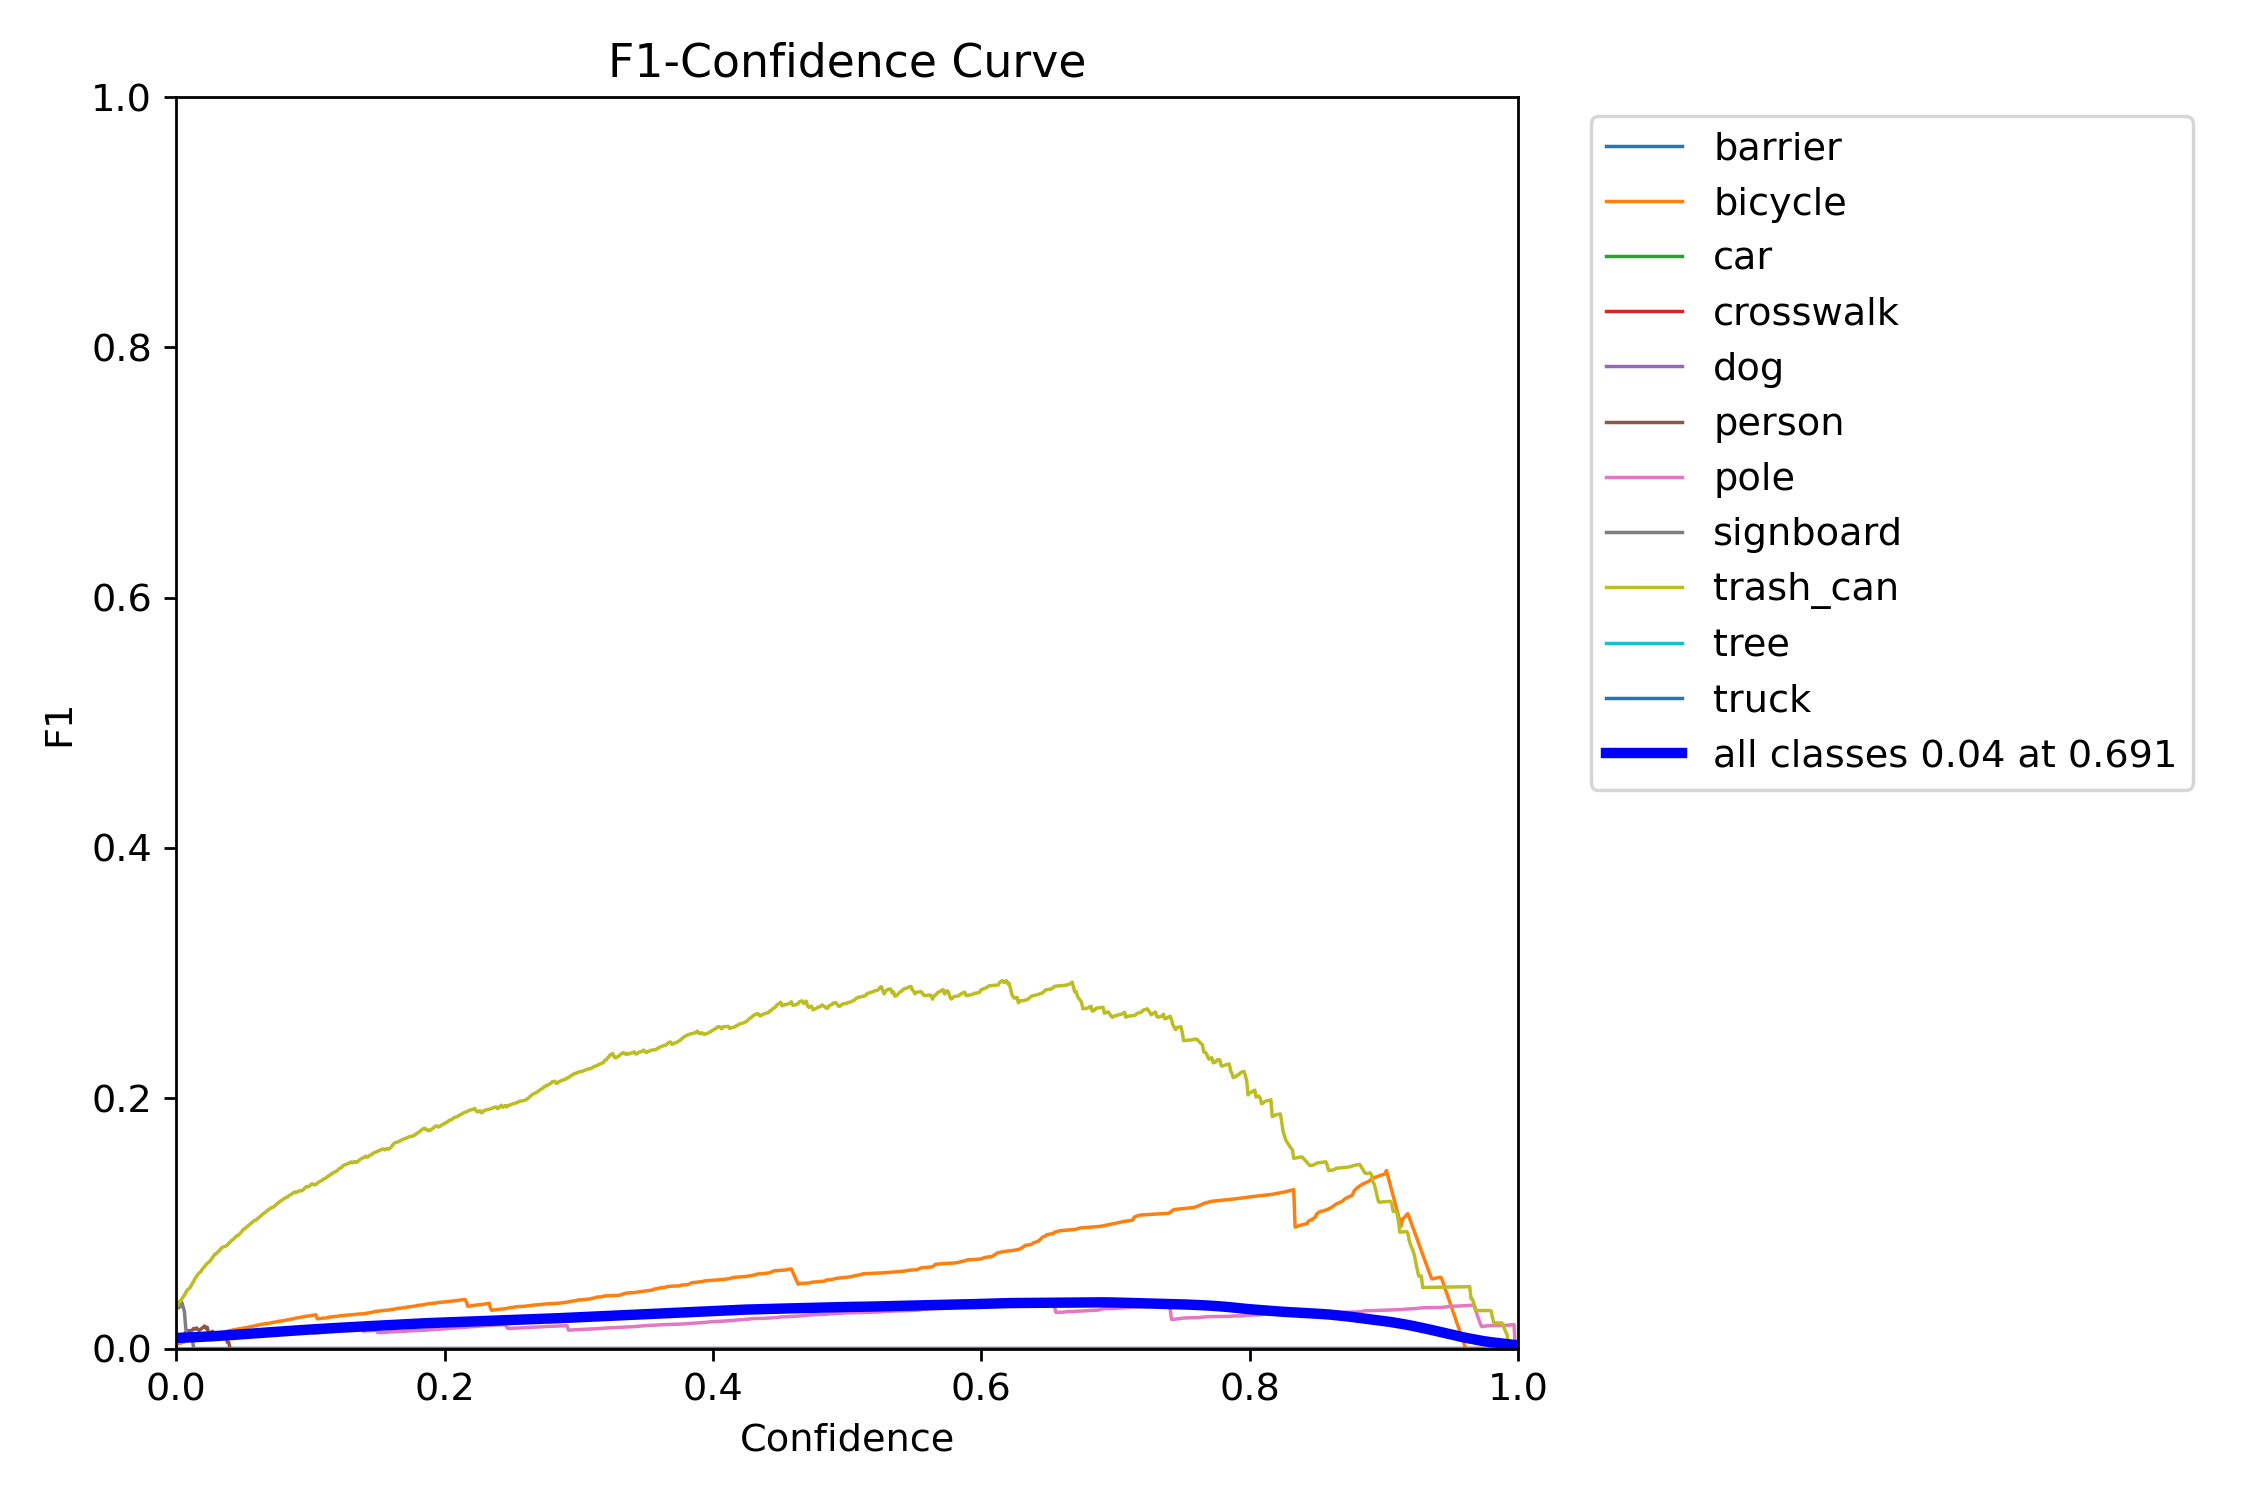 F1-Confidence Curve
1.0
0.8
0.6
0.4
0.2
0.0
F1
0.0 0.2 0.4 0.6 0.8 1.0
Confidence
barrier
bicycle
car
crosswalk
dog
person
pole
signboard
trash_can
tree
truck
all classes 0.04 at 0.691